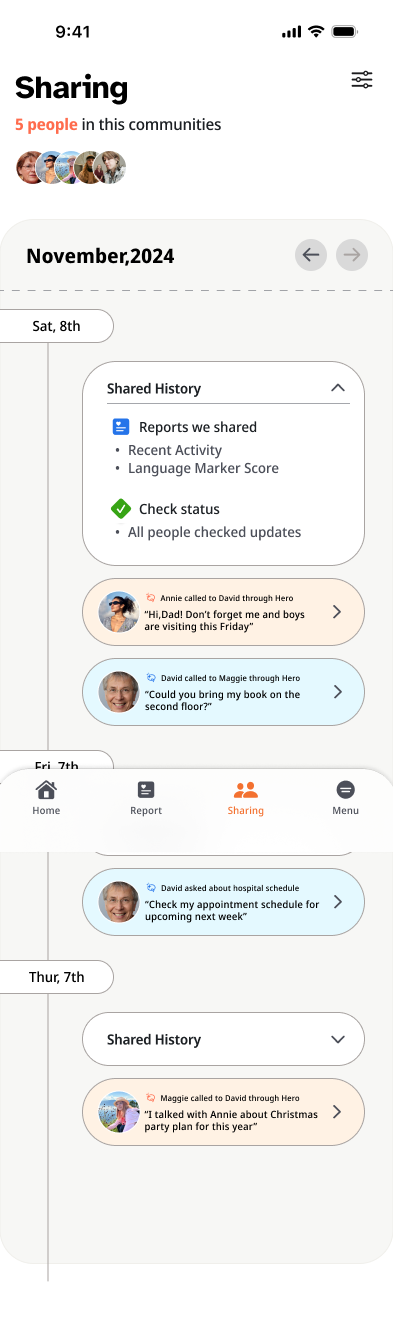 9:41
Sharing
5 people in this communities
November,2024
Sat, 8th
Shared History
Reports we shared
• Recent Activity
• Language Marker Score
Check status
• All people checked updates
Annie called to David through Hero
“Hi,Dad! Don’t forget me and boys
are visiting this Friday”
David called to Maggie through Hero
“Could you bring my book on the
second floor?”
Fri, 7th
Home
Report
Sharing
Menu
David asked about hospital schedule
“Check my appointment schedule for
upcoming next week”
Thur, 7th
Shared History
Maggie called to David through Hero
“I talked with Annie about Christmas
party plan for this year”